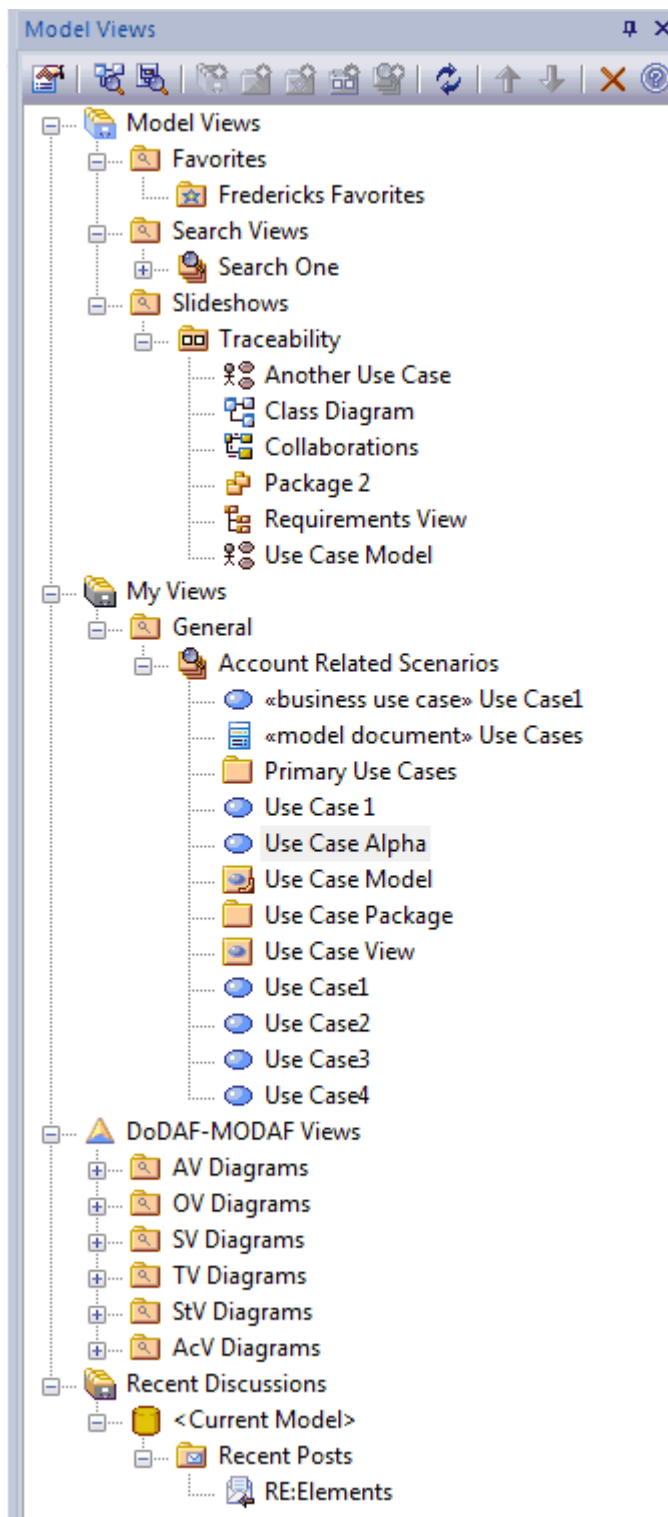 Model Views
Model Views
Favorites
Fredericks Favorites
Search Views
Search One
Slideshows
Traceability
Another Use Case
Class Diagram
Collaborations
Package 2
Requirements View
Use Case Model
My Views
General
Account Related Scenarios
«business use case» Use Case1
«model document» Use Cases
Primary Use Cases
Use Case 1
Use Case Alpha
Use Case Model
Use Case Package
Use Case View
Use Case1
Use Case2
Use Case3
Use Case4
DoDAF-MODAF Views
AV Diagrams
OV Diagrams
SV Diagrams
TV Diagrams
StV Diagrams
AcV Diagrams
Recent Discussions
<Current Model>
Recent Posts
RE:Elements